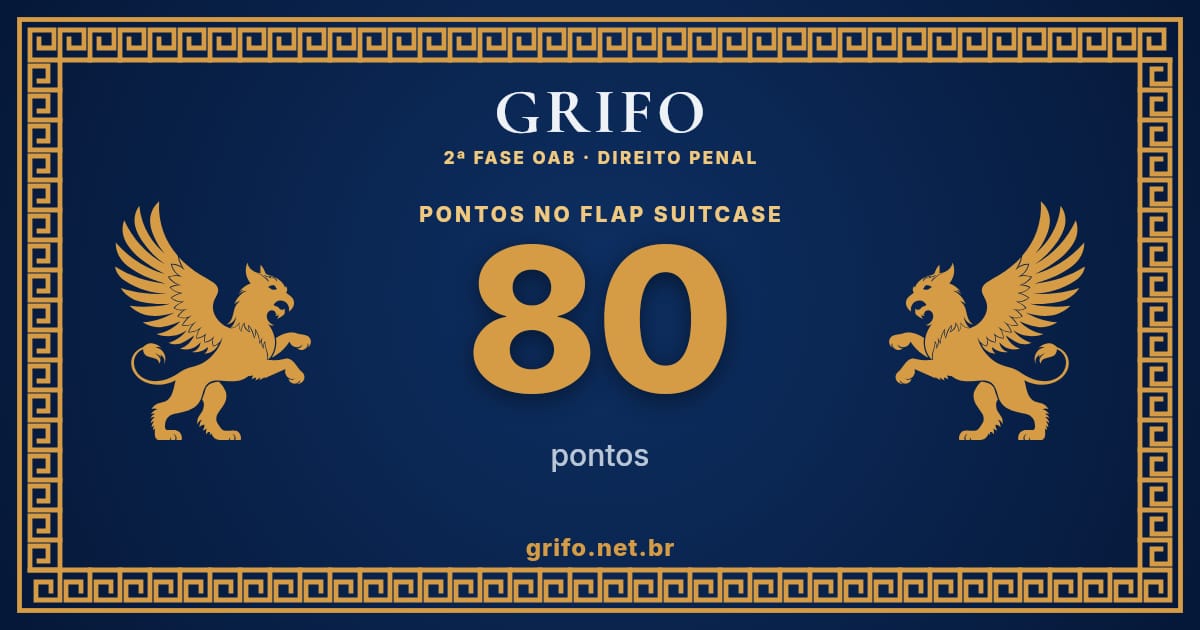 GRIFO
2ª FASE OAB · DIREITO PENAL
PONTOS NO FLAP SUITCASE
80
pontos
grifo.net.br